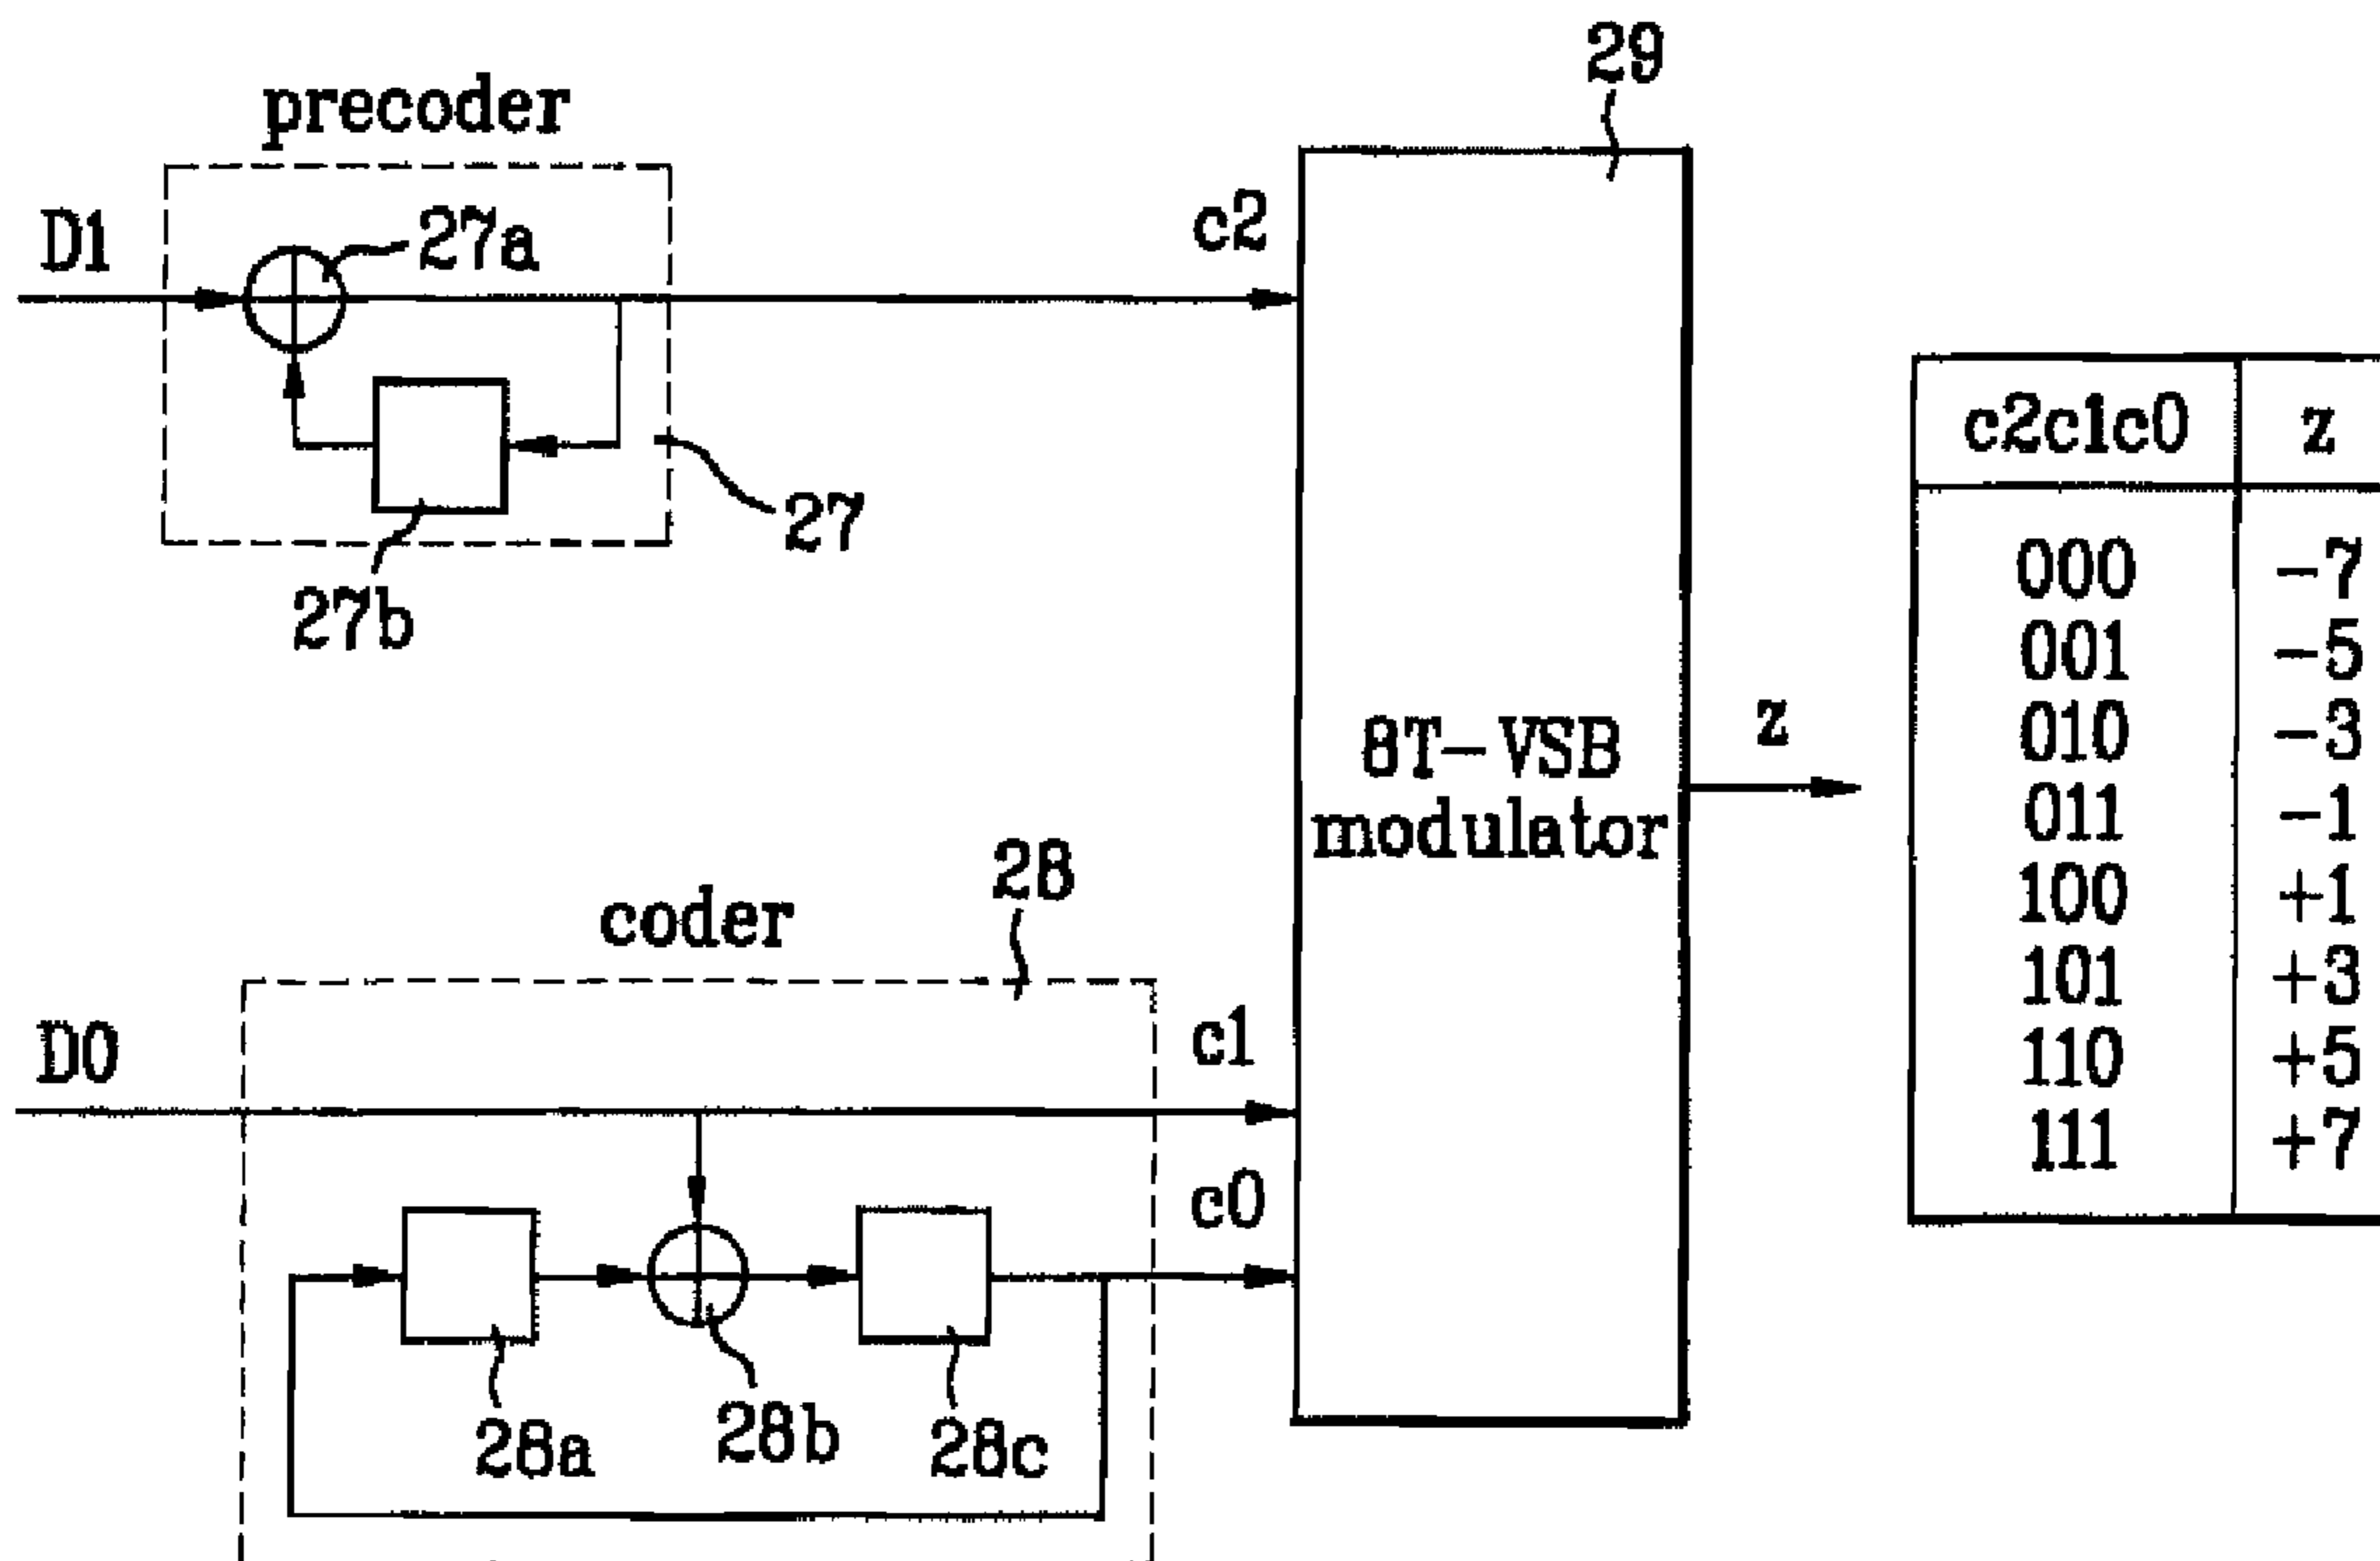 29
precoder
D1
27a
c2
27
27b
c2c1c0 z
000 -7
001 -5
010 -3
011 -1
100 +1
101 +3
110 +5
111 +7
8T-VSB
modulator
z
28
coder
D0
c1
c0
28a
28b
28c